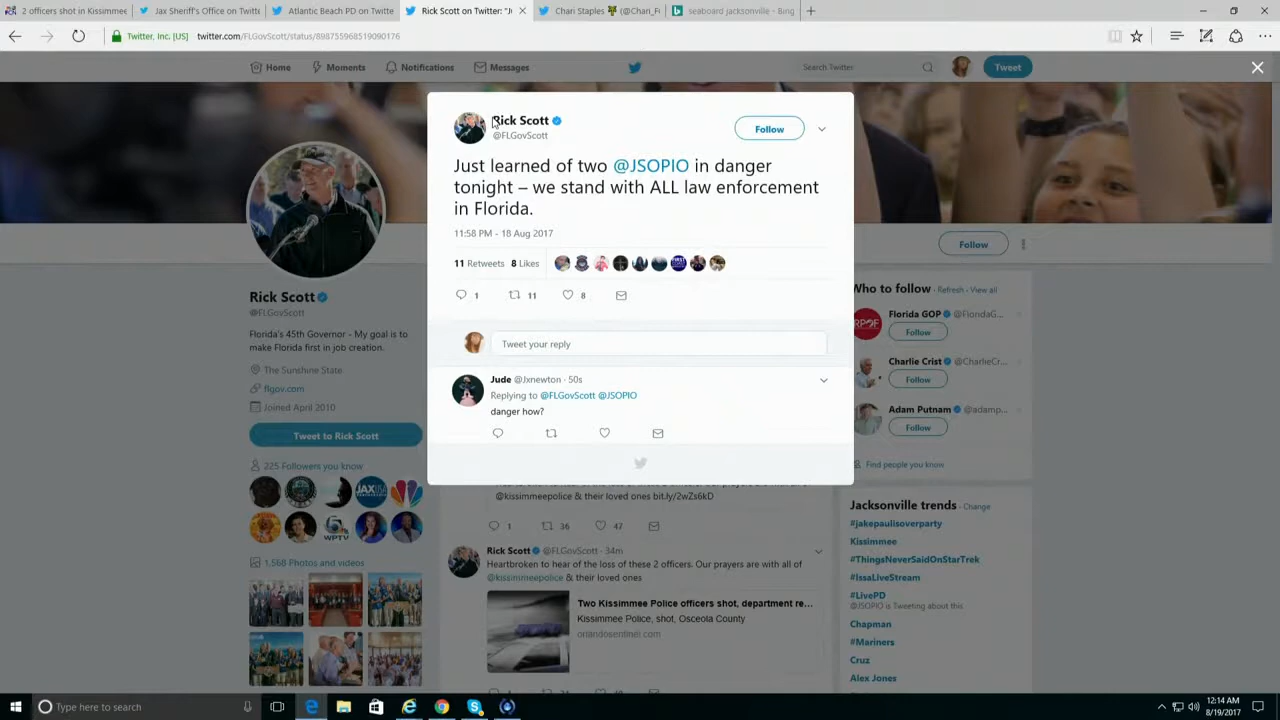 2 officers shot in Kissimmee
Jax Sheriff's Office on Twitte
Atlantic Beach PD on Twitte
Rick Scott on Twitter: "Ju
Chari Staples (@Chari_Fi
seaboard jacksonville - Bing
Twitter, Inc. [US]
twitter.com/FLGovScott/status/898755968519090176
Home
Moments
Notifications
Messages
Search Twitter
Tweet
Rick Scott
@FLGovScott
Follow
Just learned of two @JSOPIO in danger
tonight – we stand with ALL law enforcement
in Florida.
11:58 PM - 18 Aug 2017
11 Retweets 8 Likes
FIRST
COAST
1 11 8
Tweet your reply
Jude @Jxnewton · 50s
Replying to @FLGovScott @JSOPIO
danger how?
Rick Scott
@FLGovScott
Florida's 45th Governor - My goal is to
make Florida first in job creation.
The Sunshine State
flgov.com
Joined April 2010
Tweet to Rick Scott
225 Followers you know
JAXUSA
WPTV
1,568 Photos and videos
@kissimmeepolice & their loved ones bit.ly/2wZs6kD
1 36 47
Rick Scott @FLGovScott · 34m
Heartbroken to hear of the loss of these 2 officers. Our prayers are with all of
@kissimmeepolice & their loved ones
Two Kissimmee Police officers shot, department re...
Kissimmee Police, shot, Osceola County
orlandosentinel.com
Follow
Who to follow · Refresh · View all
RPOF
Florida GOP @FloridaG...
Follow
Charlie Crist @CharlieCr...
Follow
Adam Putnam @adamp...
Follow
Find people you know
Jacksonville trends · Change
#jakepaulisoverparty
Kissimmee
#ThingsNeverSaidOnStarTrek
#IssaLiveStream
#LivePD
@JSOPIO is Tweeting about this
Chapman
#Mariners
Cruz
Alex Jones
Type here to search
12:14 AM
8/19/2017